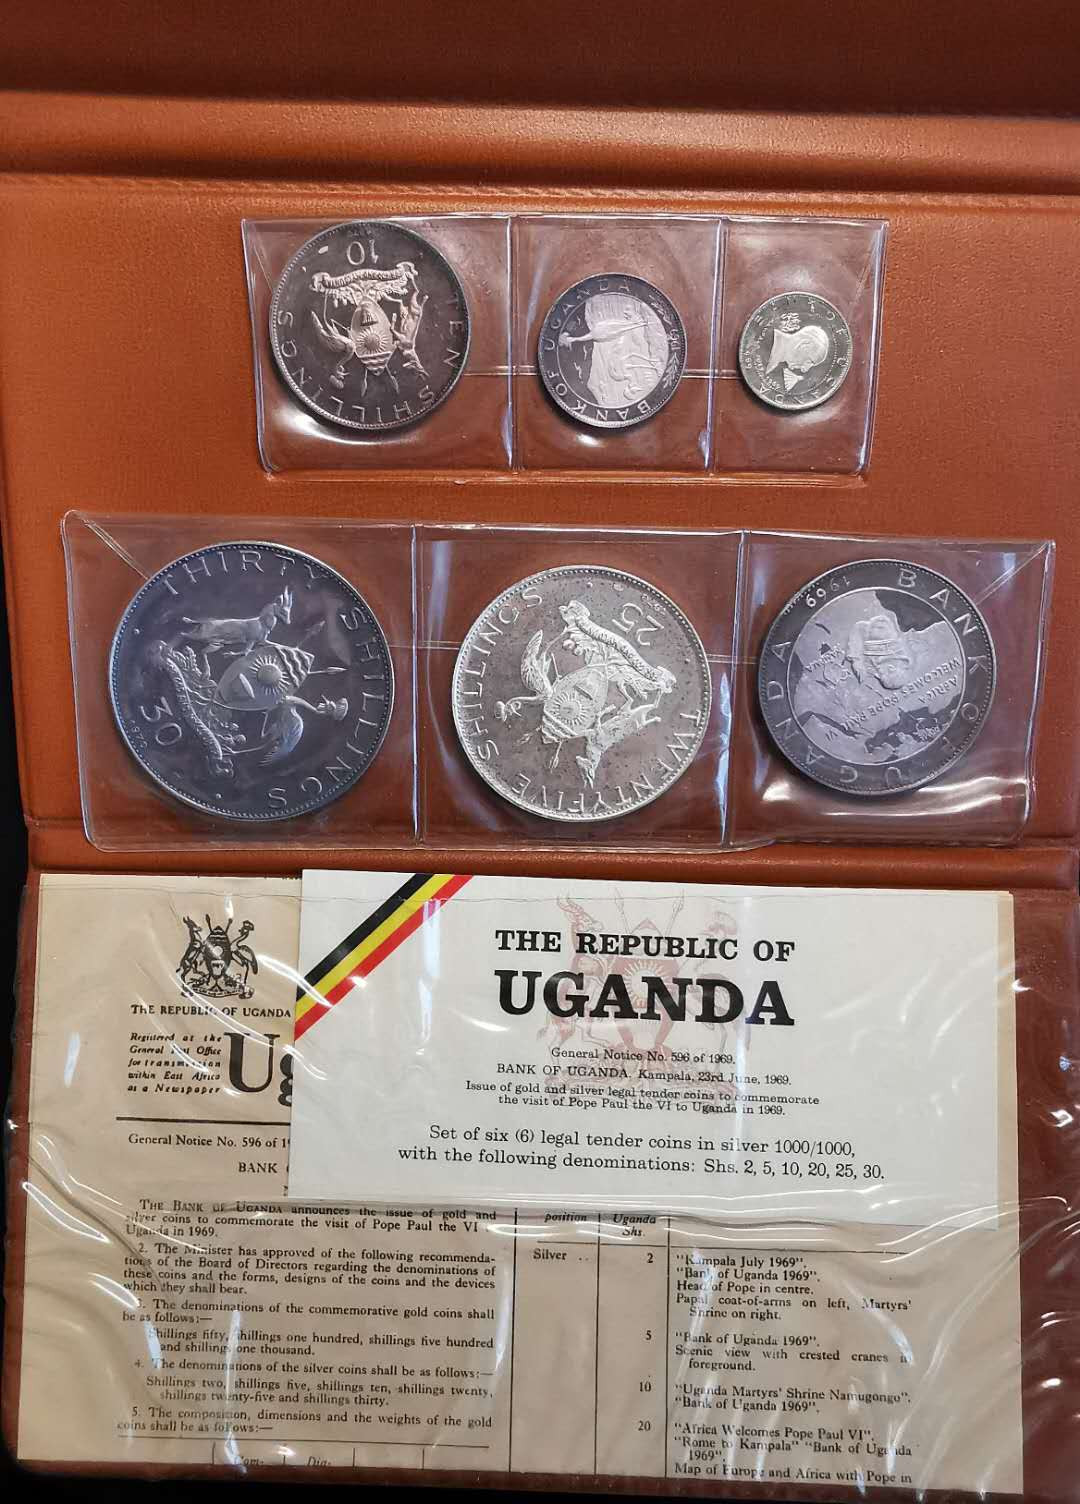 10
TEN SHILLINGS
BANK OF UGANDA
1969
BANK OF UGANDA
THIRTY SHILLINGS
30
25
TWENTYFIVE SHILLINGS
1969 BANK OF UGANDA
AFRICA
WELCOMES
POPE PAUL
VI
THE REPUBLIC OF
UGANDA
General Notice No. 596 of 1969.
BANK OF UGANDA, Kampala, 23rd June, 1969.
Issue of gold and silver legal tender coins to commemorate
the visit of Pope Paul the VI to Uganda in 1969.
Set of six (6) legal tender coins in silver 1000/1000,
with the following denominations: Shs. 2, 5, 10, 20, 25, 30.
THE REPUBLIC OF UGANDA
Registered at the
General Post Office
for transmission
within East Africa
as a Newspaper
Ug
General Notice No. 596 of 19
BANK
THE BANK OF UGANDA announces the issue of gold and
silver coins to commemorate the visit of Pope Paul the VI
Uganda in 1969.
2. The Minister has approved of the following recommenda-
tions of the Board of Directors regarding the denominations of
these coins and the forms, designs of the coins and the devices
which they shall bear.
3. The denominations of the commemorative gold coins shall
be as follows:—
Shillings fifty, shillings one hundred, shillings five hundred
and shillings one thousand.
4. The denominations of the silver coins shall be as follows:—
Shillings two, shillings five, shillings ten, shillings twenty,
shillings twenty-five and shillings thirty.
5. The composition, dimensions and the weights of the gold
coins shall be as follows:—
Com- Dia-
position Uganda
Shs.
Silver .. 2 "Kampala July 1969".
"Bank of Uganda 1969".
Head of Pope in centre.
Papal coat-of-arms on left, Martyrs'
Shrine on right.
5 "Bank of Uganda 1969".
Scenic view with crested cranes in
foreground.
10 "Uganda Martyrs' Shrine Namugongo".
"Bank of Uganda 1969".
20 "Africa Welcomes Pope Paul VI".
"Rome to Kampala" "Bank of Uganda
1969".
Map of Europe and Africa with Pope in